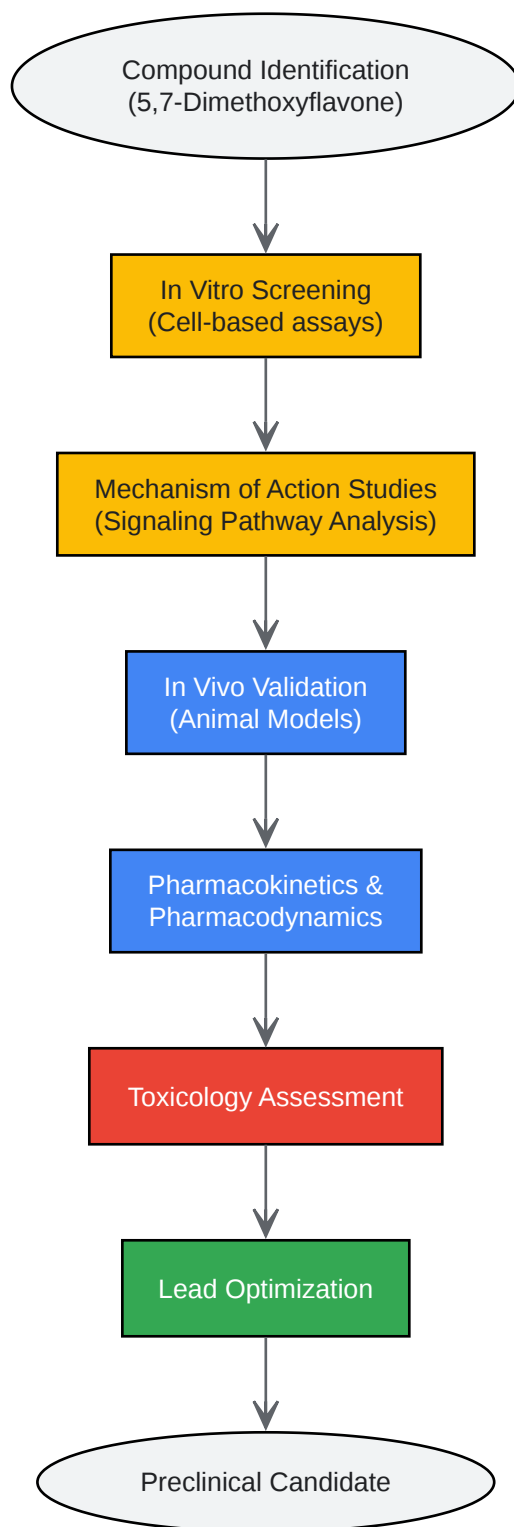 Compound Identification
(5,7-Dimethoxyflavone)
In Vitro Screening
(Cell-based assays)
Mechanism of Action Studies
(Signaling Pathway Analysis)
In Vivo Validation
(Animal Models)
Pharmacokinetics &
Pharmacodynamics
Toxicology Assessment
Lead Optimization
Preclinical Candidate